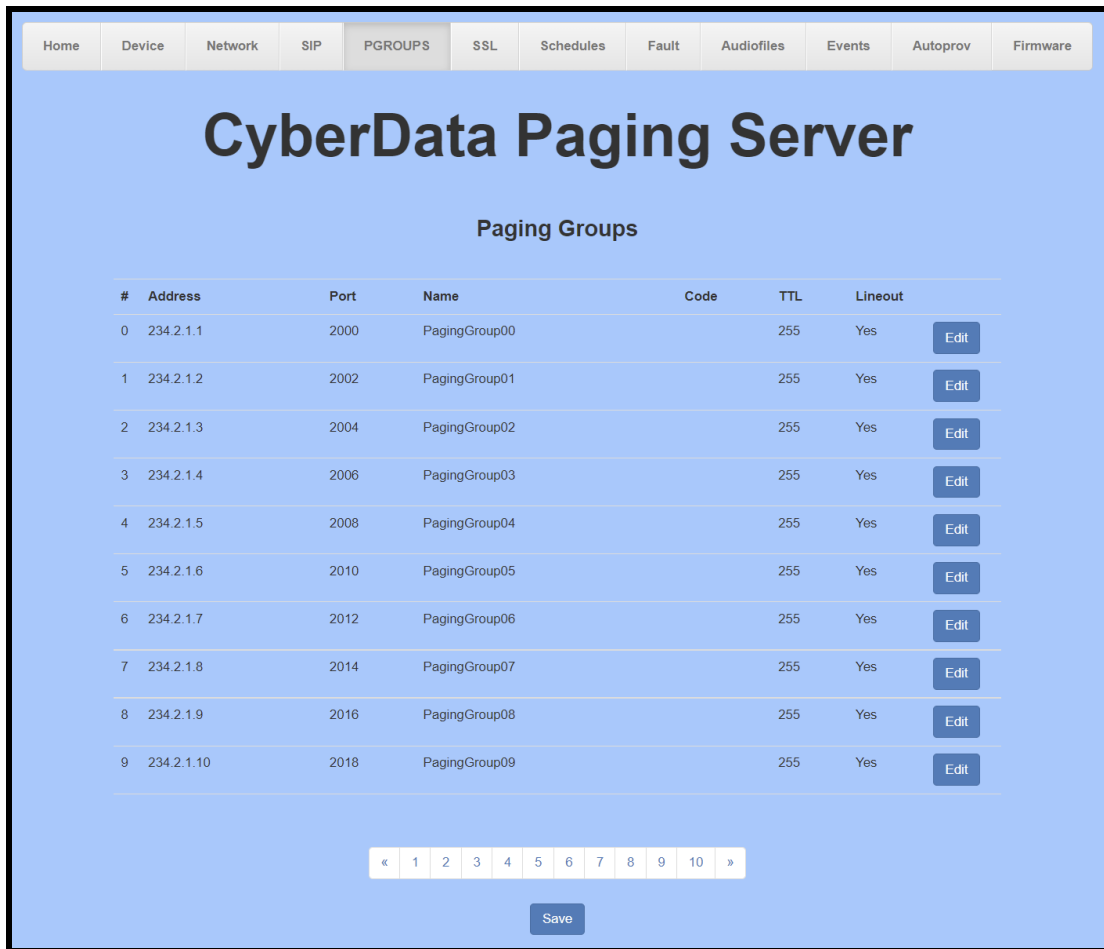 Home Device Network SIP PGROUPS SSL Schedules Fault Audiofiles Events Autoprov Firmware
CyberData Paging Server
Paging Groups
# Address Port Name Code TTL Lineout
0 234.2.1.1 2000 PagingGroup00 255 Yes Edit
1 234.2.1.2 2002 PagingGroup01 255 Yes Edit
2 234.2.1.3 2004 PagingGroup02 255 Yes Edit
3 234.2.1.4 2006 PagingGroup03 255 Yes Edit
4 234.2.1.5 2008 PagingGroup04 255 Yes Edit
5 234.2.1.6 2010 PagingGroup05 255 Yes Edit
6 234.2.1.7 2012 PagingGroup06 255 Yes Edit
7 234.2.1.8 2014 PagingGroup07 255 Yes Edit
8 234.2.1.9 2016 PagingGroup08 255 Yes Edit
9 234.2.1.10 2018 PagingGroup09 255 Yes Edit
« 1 2 3 4 5 6 7 8 9 10 »
Save